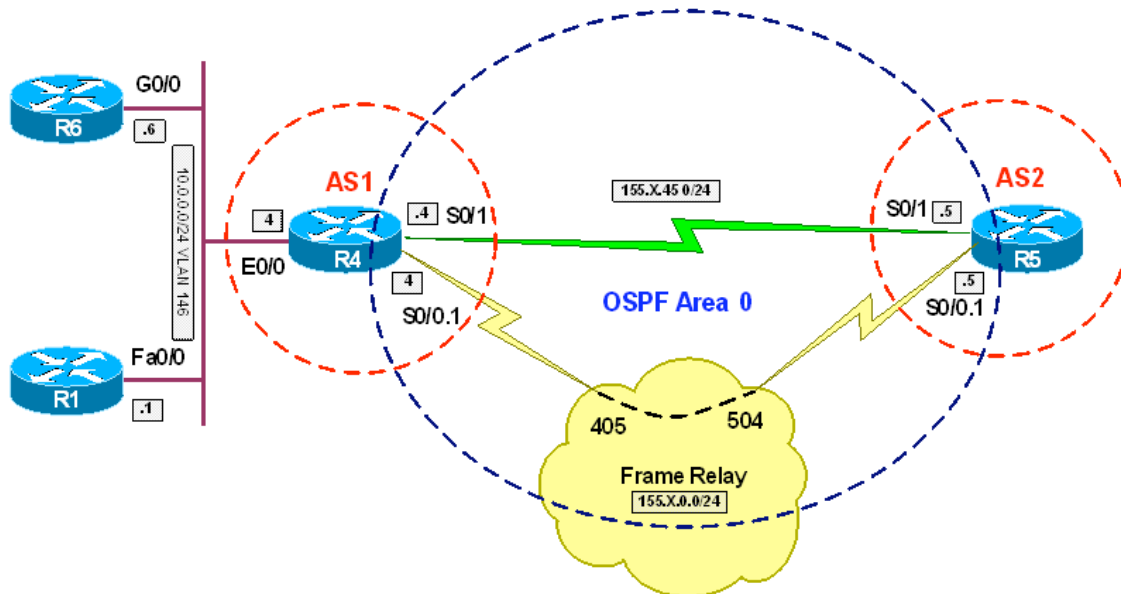 G0/0
R6
.6
10.0.0.0/24 VLAN 146
AS1
4
.4
S0/1
E0/0
R4
4
S0/0.1
Fa0/0
R1
.1
155.X.45 0/24
AS2
S0/1
.5
R5
.5
S0/0.1
OSPF Area 0
405
504
Frame Relay
155.X.0.0/24